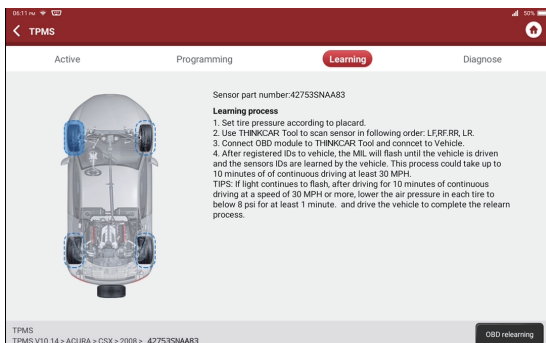 06:11 PM
50%
TPMS
Active Programming Learning Diagnose
Sensor part number:42753SNAA83
Learning process
1. Set tire pressure according to placard.
2. Use THINKCAR Tool to scan sensor in following order: LF,RF.RR, LR.
3. Connect OBD module to THINKCAR Tool and conncet to Vehicle.
4. After registered IDs to vehicle, the MIL will flash until the vehicle is driven
and the sensors IDs are learned by the vehicle. This process could take up to
10 minutes of of continuous driving at least 30 MPH.
TIPS: If light continues to flash, after driving for 10 minutes of continuous
driving at a speed of 30 MPH or more, lower the air pressure in each tire to
below 8 psi for at least 1 minute. and drive the vehicle to complete the relearn
process.
TPMS
TPMS V10.14 > ACURA > CSX > 2008 > 42753SNAA83
OBD relearning